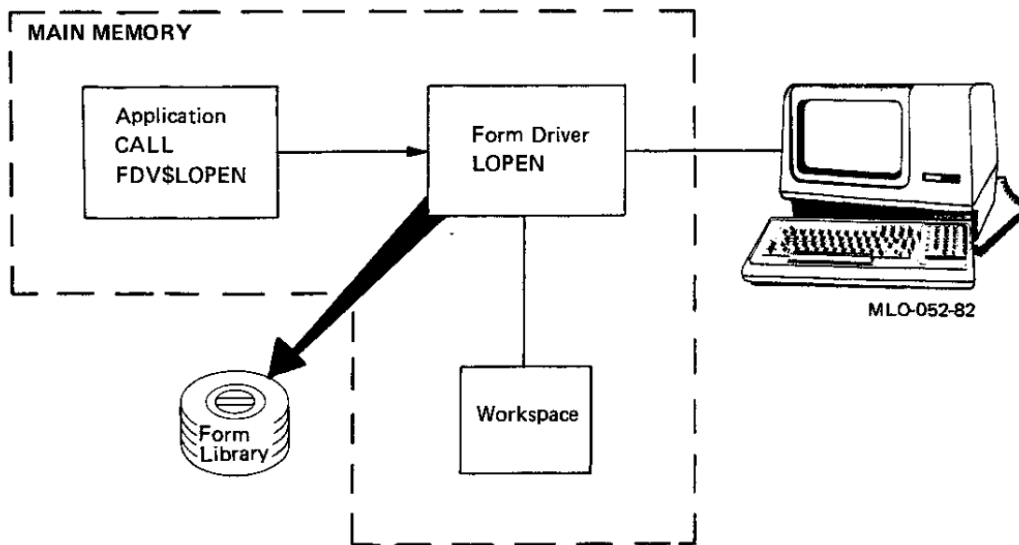 MAIN MEMORY
Application
CALL
FDV$LOPEN
Form Driver
LOPEN
MLO-052-82
Form
Library
Workspace